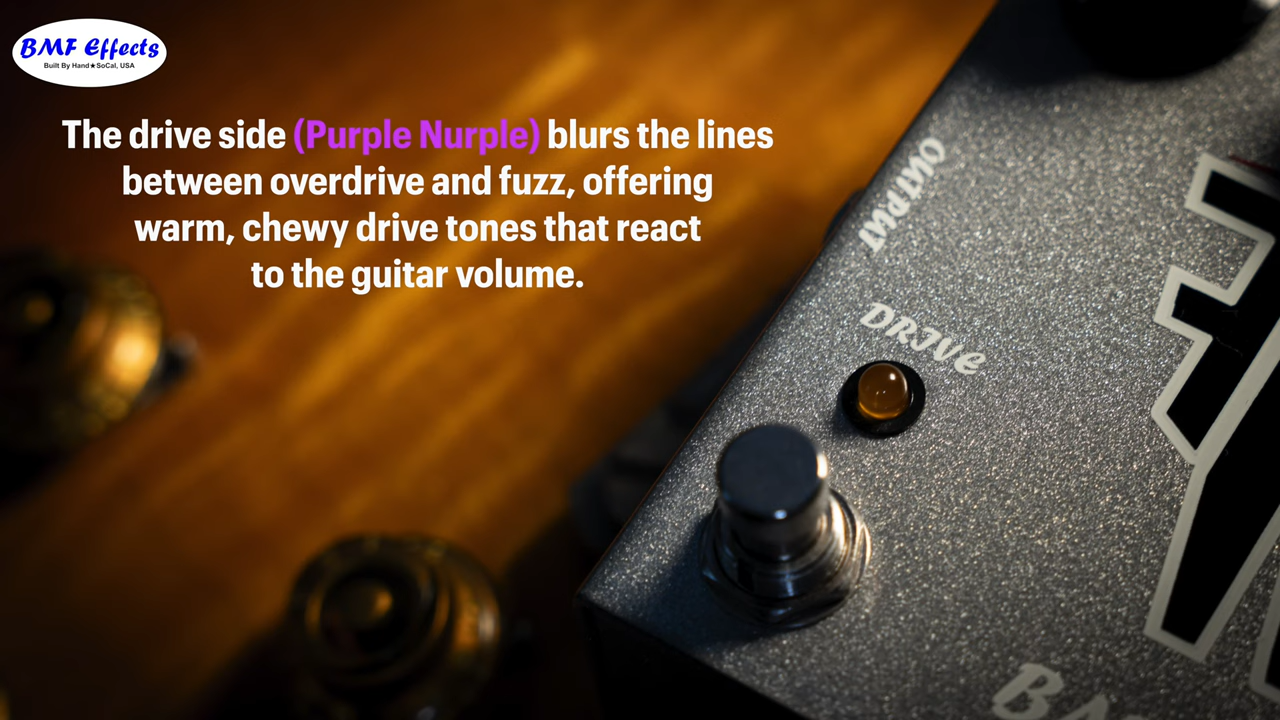 BMF Effects
Built By Hand★SoCal, USA
The drive side (Purple Nurple) blurs the lines
between overdrive and fuzz, offering
warm, chewy drive tones that react
to the guitar volume.
OUTPUT
DRIVE